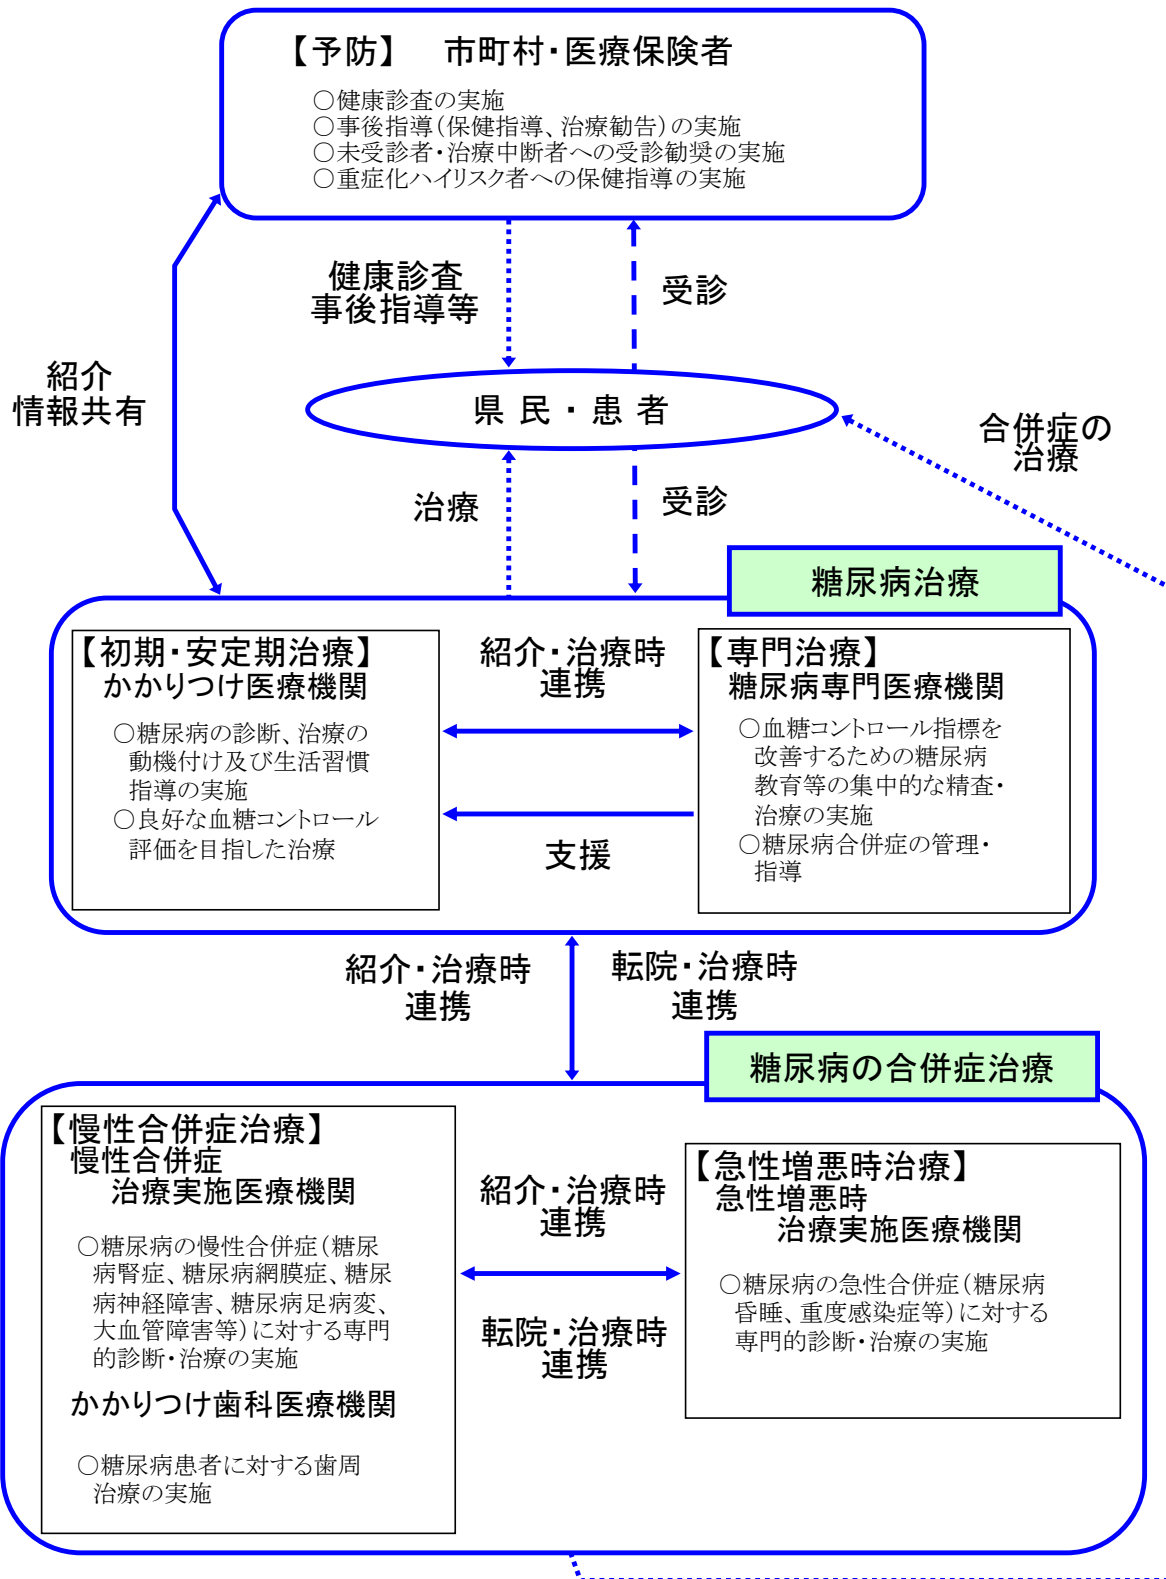 【予防】　市町村・医療保険者
○健康診査の実施
○事後指導(保健指導、治療勧告)の実施
○未受診者・治療中断者への受診勧奨の実施
○重症化ハイリスク者への保健指導の実施
健康診査
事後指導等
受診
紹介
情報共有
県 民 ・ 患 者
合併症の
治療
治療
受診
糖尿病治療
【初期・安定期治療】
かかりつけ医療機関
○糖尿病の診断、治療の
動機付け及び生活習慣
指導の実施
○良好な血糖コントロール
評価を目指した治療
紹介・治療時
連携
支援
【専門治療】
糖尿病専門医療機関
○血糖コントロール指標を
改善するための糖尿病
教育等の集中的な精査・
治療の実施
○糖尿病合併症の管理・
指導
紹介・治療時
連携
転院・治療時
連携
糖尿病の合併症治療
【慢性合併症治療】
慢性合併症
治療実施医療機関
○糖尿病の慢性合併症(糖尿
病腎症、糖尿病網膜症、糖尿
病神経障害、糖尿病足病変、
大血管障害等)に対する専門
的診断・治療の実施
かかりつけ歯科医療機関
○糖尿病患者に対する歯周
治療の実施
紹介・治療時
連携
転院・治療時
連携
【急性増悪時治療】
急性増悪時
治療実施医療機関
○糖尿病の急性合併症(糖尿病
昏睡、重度感染症等)に対する
専門的診断・治療の実施